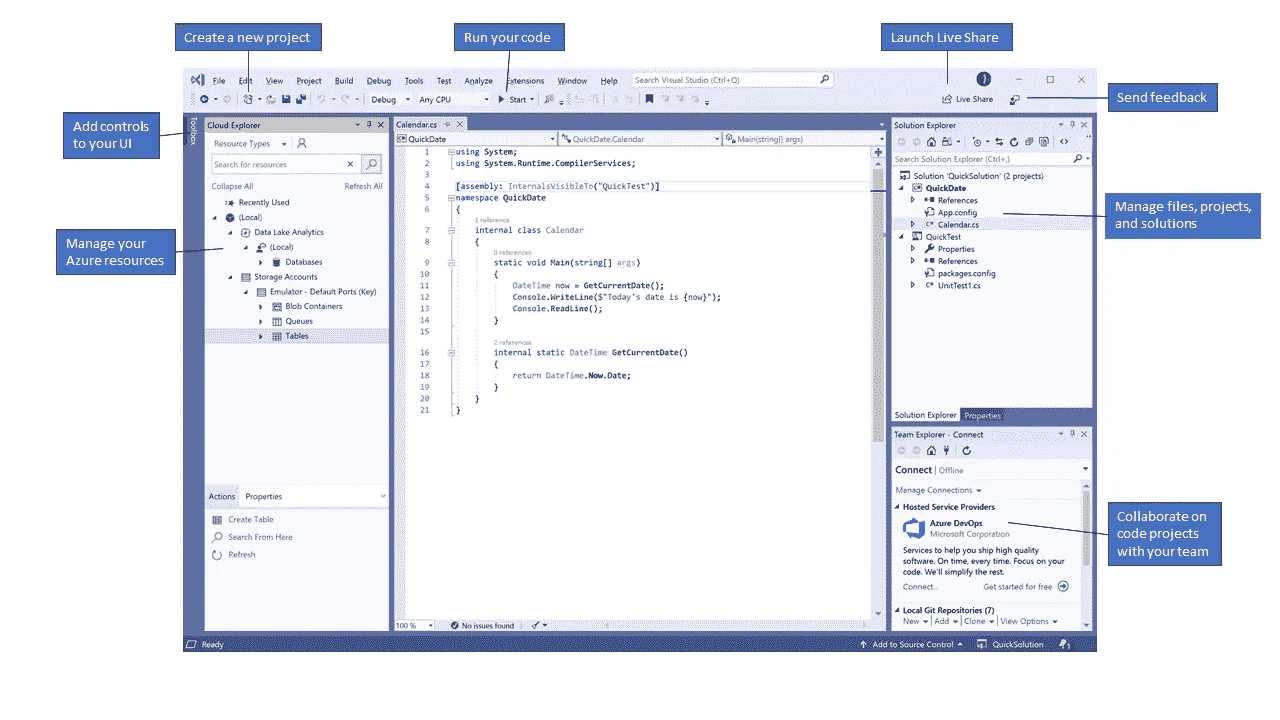 Create a new project
Run your code
Launch Live Share
File Edit View Project Build Debug Tools Test Analyze Extensions Window Help Search Visual Studio (Ctrl+Q)
Debug Any CPU Start Live Share
Send feedback
Add controls
to your UI
Toolbox
Cloud Explorer
Resource Types
Search for resources
Collapse All Refresh All
Recently Used
(Local)
Data Lake Analytics
(Local)
Databases
Storage Accounts
Emulator - Default Ports (Key)
Blob Containers
Queues
Tables
Manage your
Azure resources
Actions Properties
Create Table
Search From Here
Refresh
Calendar.cs
QuickDate QuickDate.Calendar Main(string[] args)
1 using System;
2 using System.Runtime.CompilerServices;
3
4 [assembly: InternalsVisibleTo("QuickTest")]
5 namespace QuickDate
6 {
1 reference
7 internal class Calendar
8 {
0 references
9 static void Main(string[] args)
10 {
11 DateTime now = GetCurrentDate();
12 Console.WriteLine($"Today's date is {now}");
13 Console.ReadLine();
14 }
15
2 references
16 internal static DateTime GetCurrentDate()
17 {
18 return DateTime.Now.Date;
19 }
20 }
21 }
100 % No issues found
Solution Explorer
Search Solution Explorer (Ctrl+;)
Solution 'QuickSolution' (2 projects)
QuickDate
References
App.config
Calendar.cs
QuickTest
Properties
References
packages.config
UnitTest1.cs
Solution Explorer Properties
Manage files, projects,
and solutions
Team Explorer - Connect
Connect | Offline
Manage Connections
Hosted Service Providers
Azure DevOps
Microsoft Corporation
Services to help you ship high quality
software. On time, every time. Focus on your
code. We'll simplify the rest.
Connect... Get started for free
Local Git Repositories (7)
New | Add | Clone | View Options
Collaborate on
code projects
with your team
Ready Add to Source Control QuickSolution 1